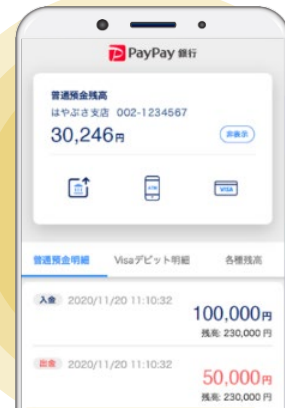 PayPay 銀行
普通預金残高
はやぶさ支店 002-1234567
30,246円
非表示
VISA
普通預金明細 Visaデビット明細 各種残高
入金 2020/11/20 11:10:32
100,000円
残高: 230,000 円
出金 2020/11/20 11:10:32
50,000円
残高: 230,000 円